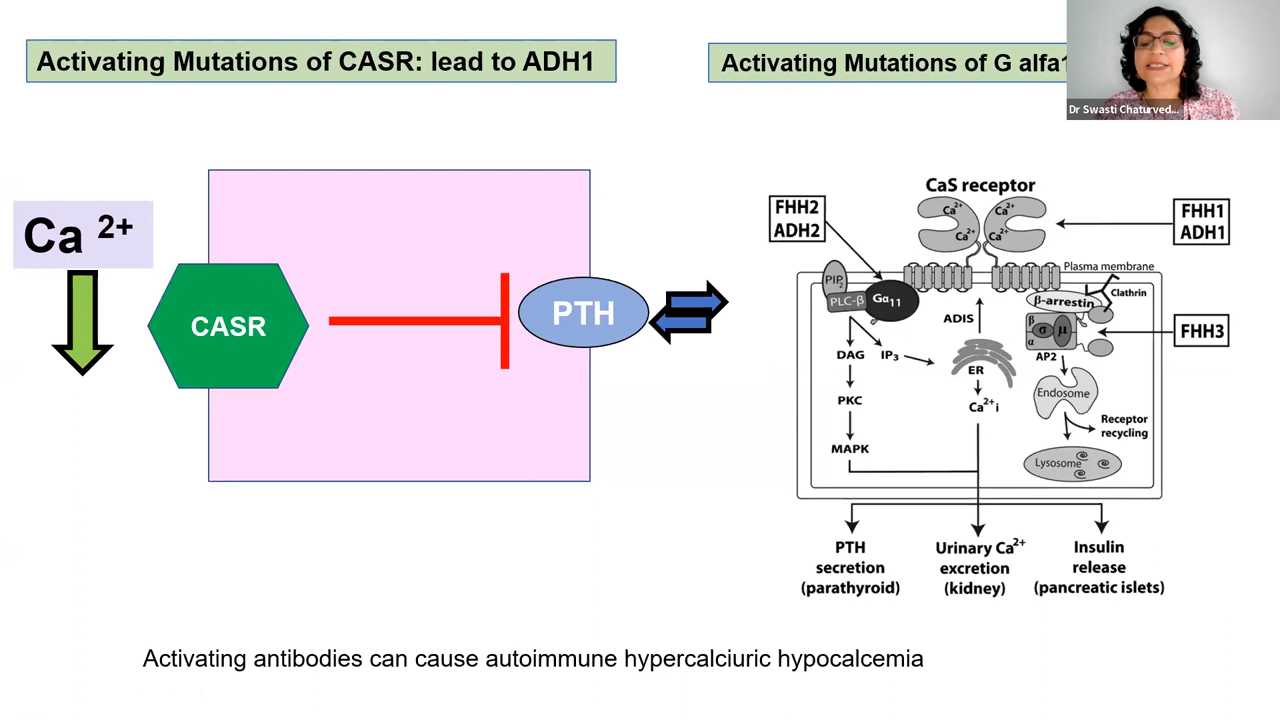 Activating Mutations of CASR: lead to ADH1
Activating Mutations of G alfa
Dr Swasti Chaturved...
Ca 2+
CASR
PTH
CaS receptor
FHH2
ADH2
Ca2+
Ca2+
Ca2+
Ca2+
FHH1
ADH1
Plasma membrane
PIP2
PLC-β
Gα11
β-arrestin
Clathrin
ADIS
β
σ
μ
α
AP2
FHH3
DAG
IP3
ER
PKC
Ca2+i
Endosome
MAPK
Receptor
recycling
Lysosome
PTH
secretion
(parathyroid)
Urinary Ca2+
excretion
(kidney)
Insulin
release
(pancreatic islets)
Activating antibodies can cause autoimmune hypercalciuric hypocalcemia